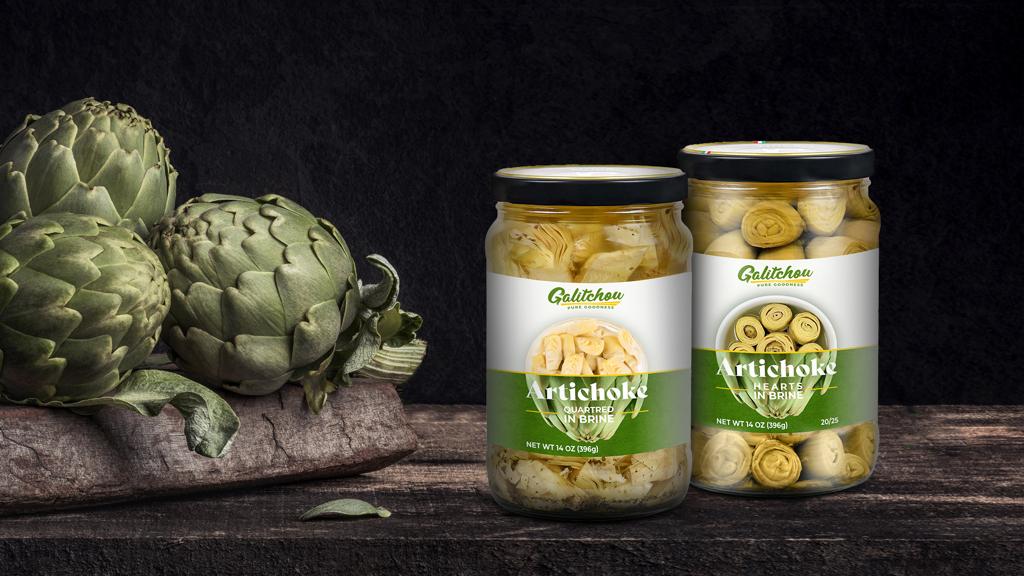 Galitchou
PURE GOODNESS
Artichoke
QUARTRED
IN BRINE
NET WT 14 OZ (396g)
Galitchou
PURE GOODNESS
Artichoke
HEARTS
IN BRINE
NET WT 14 OZ (396g) 20/25